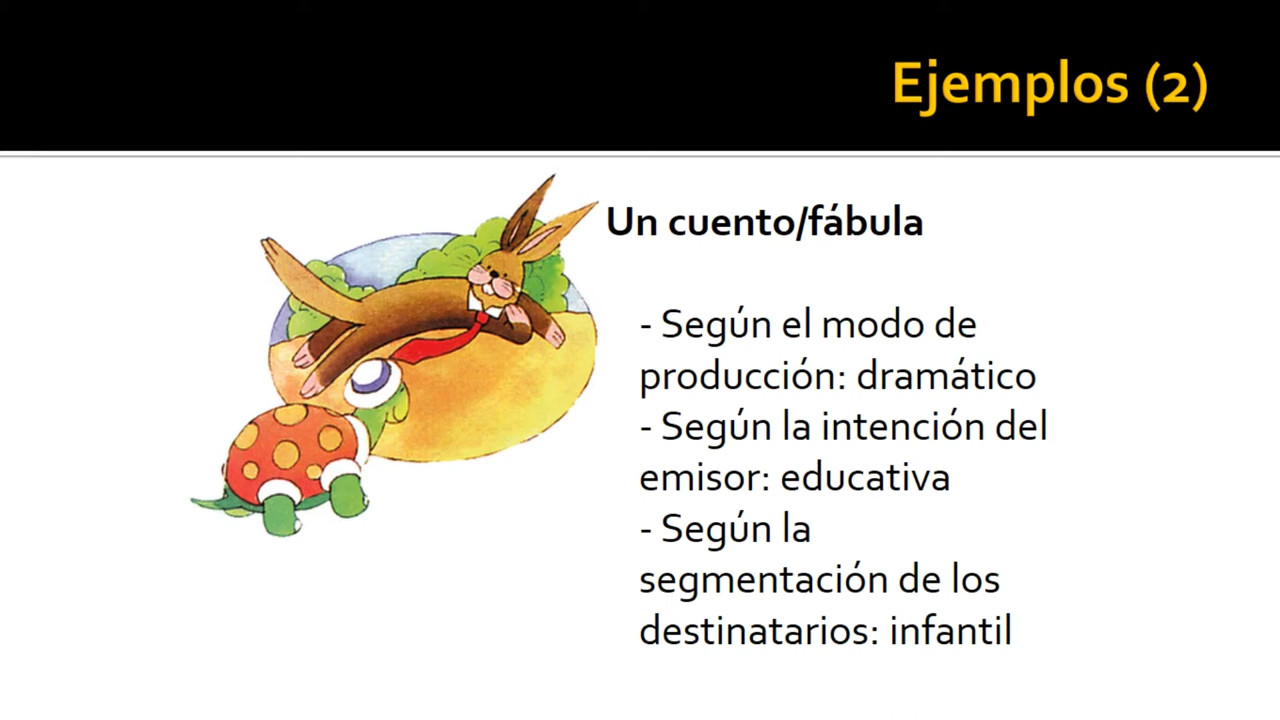 Ejemplos (2)
Un cuento/fábula
- Según el modo de
producción: dramático
- Según la intención del
emisor: educativa
- Según la
segmentación de los
destinatarios: infantil